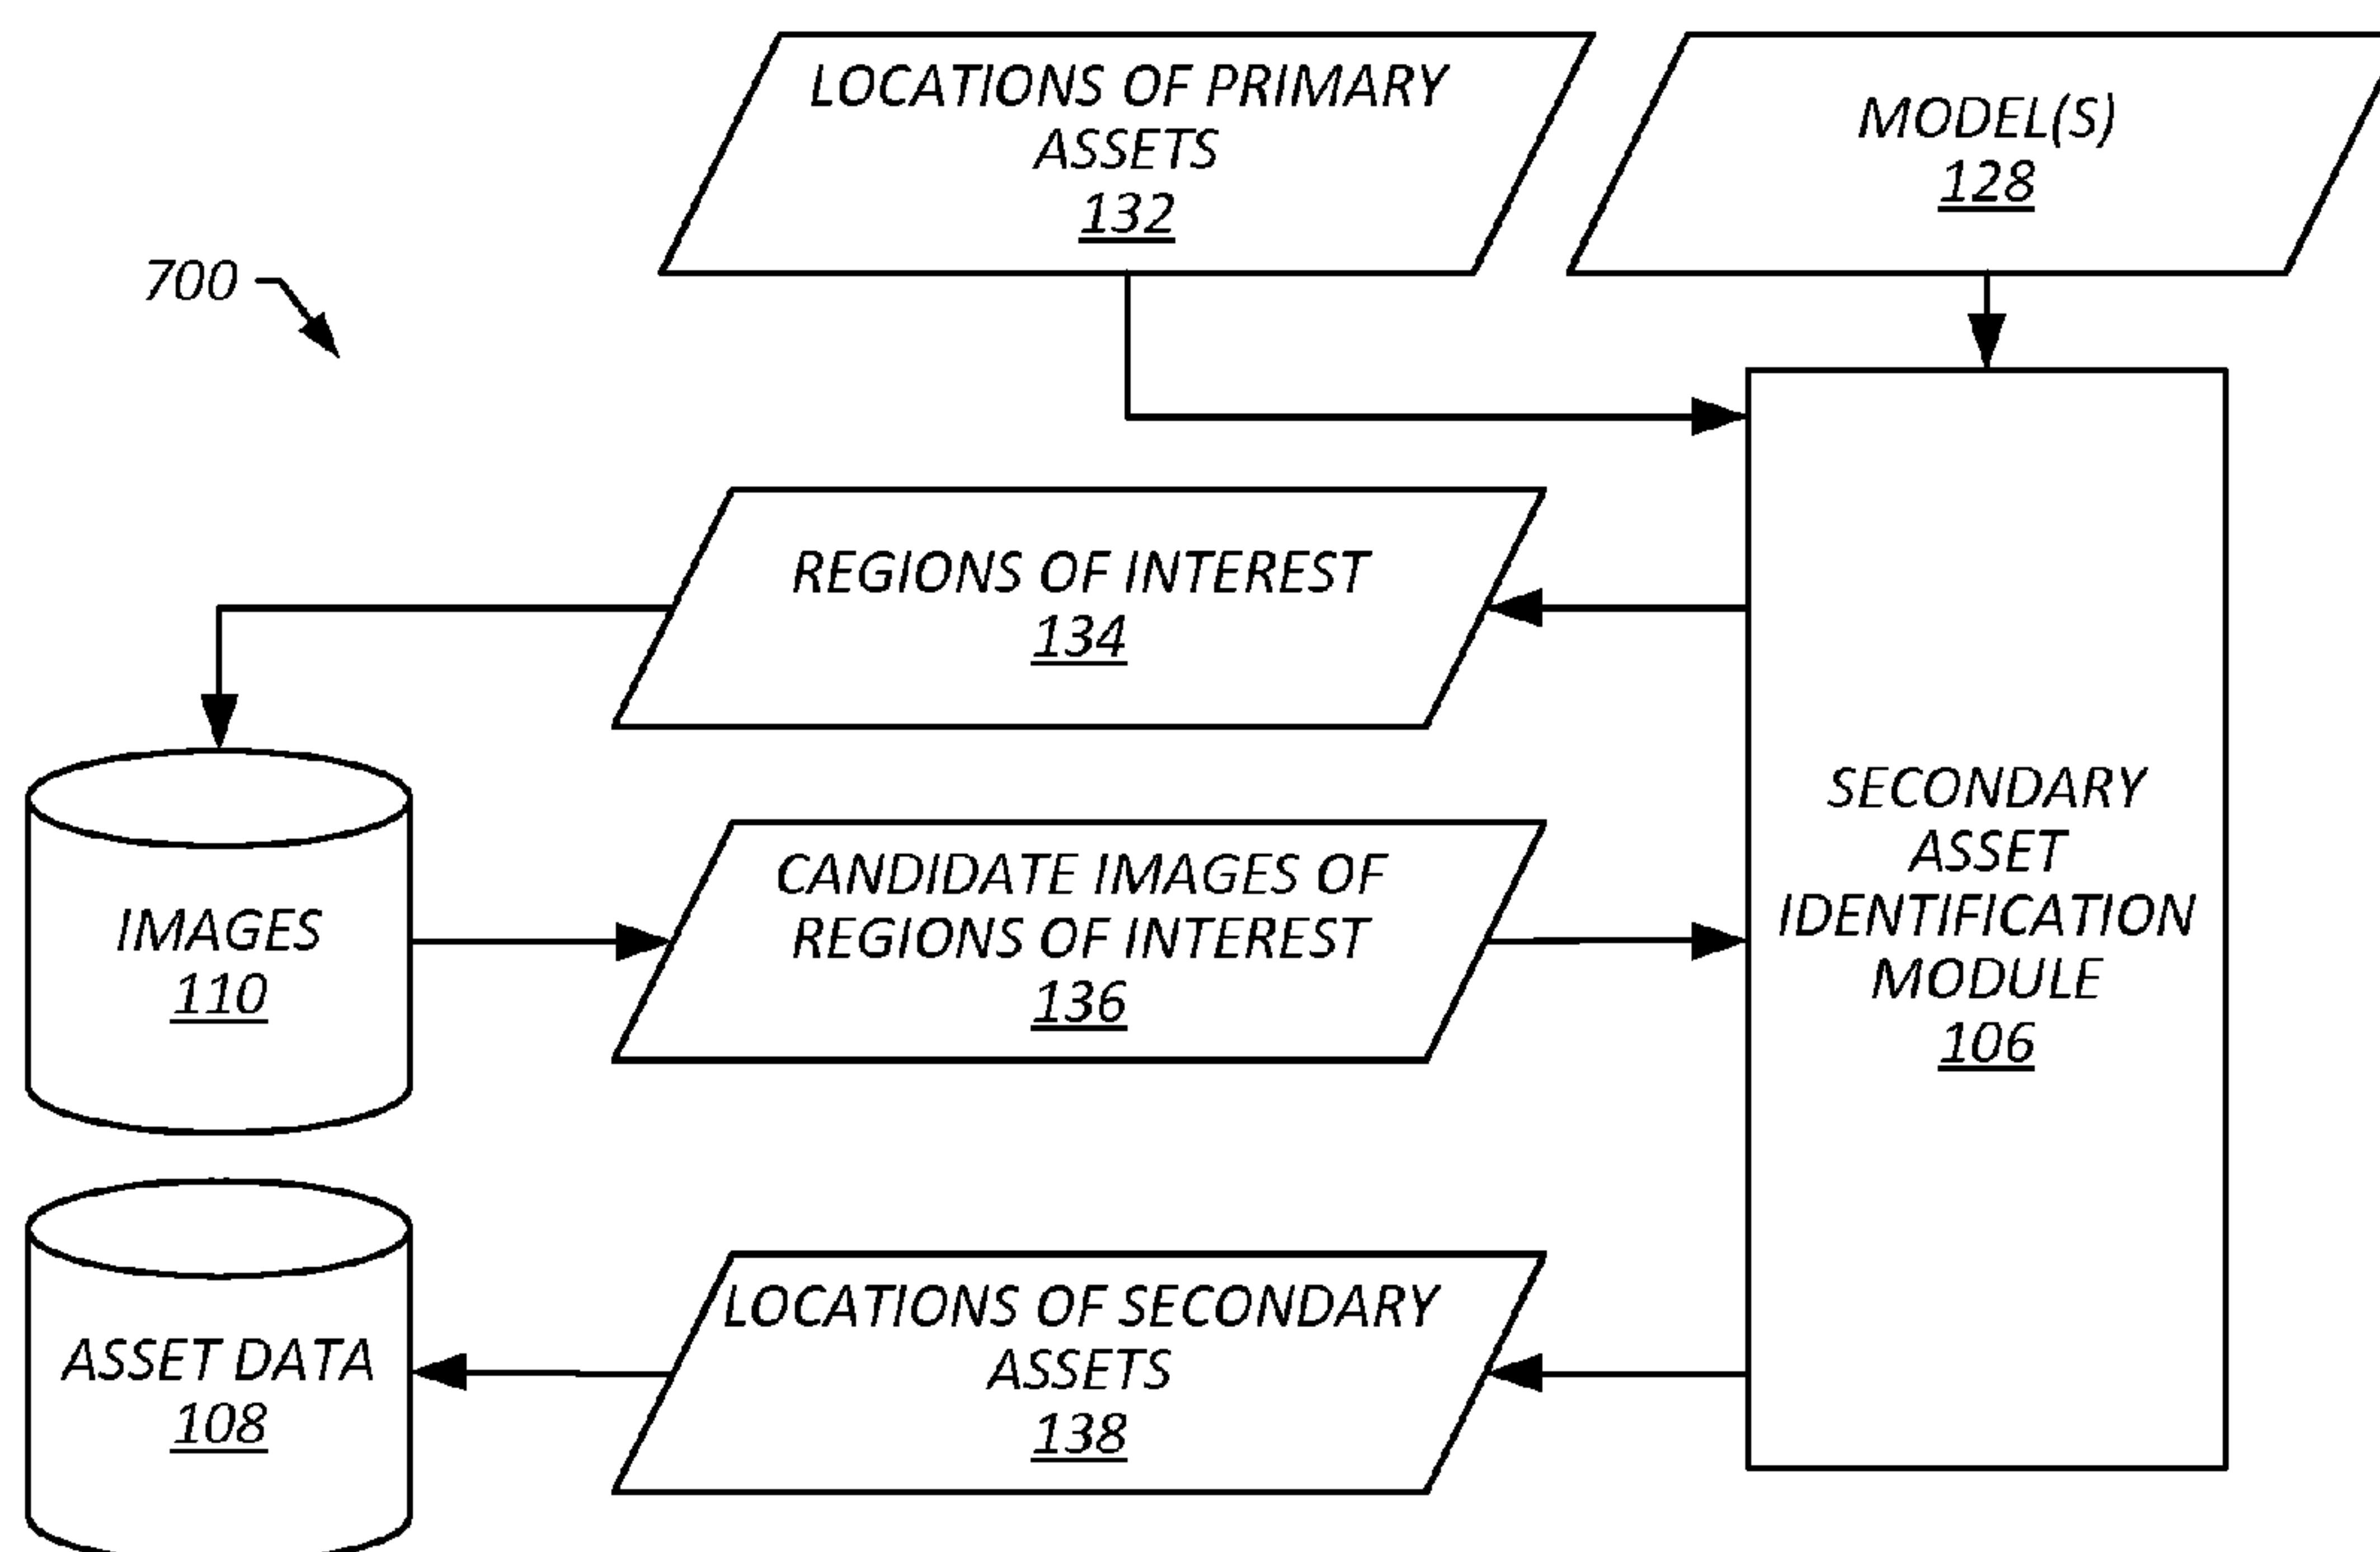 LOCATIONS OF PRIMARY
ASSETS
132
MODEL(S)
128
700
REGIONS OF INTEREST
134
CANDIDATE IMAGES OF
REGIONS OF INTEREST
136
IMAGES
110
SECONDARY
ASSET
IDENTIFICATION
MODULE
106
LOCATIONS OF SECONDARY
ASSETS
138
ASSET DATA
108